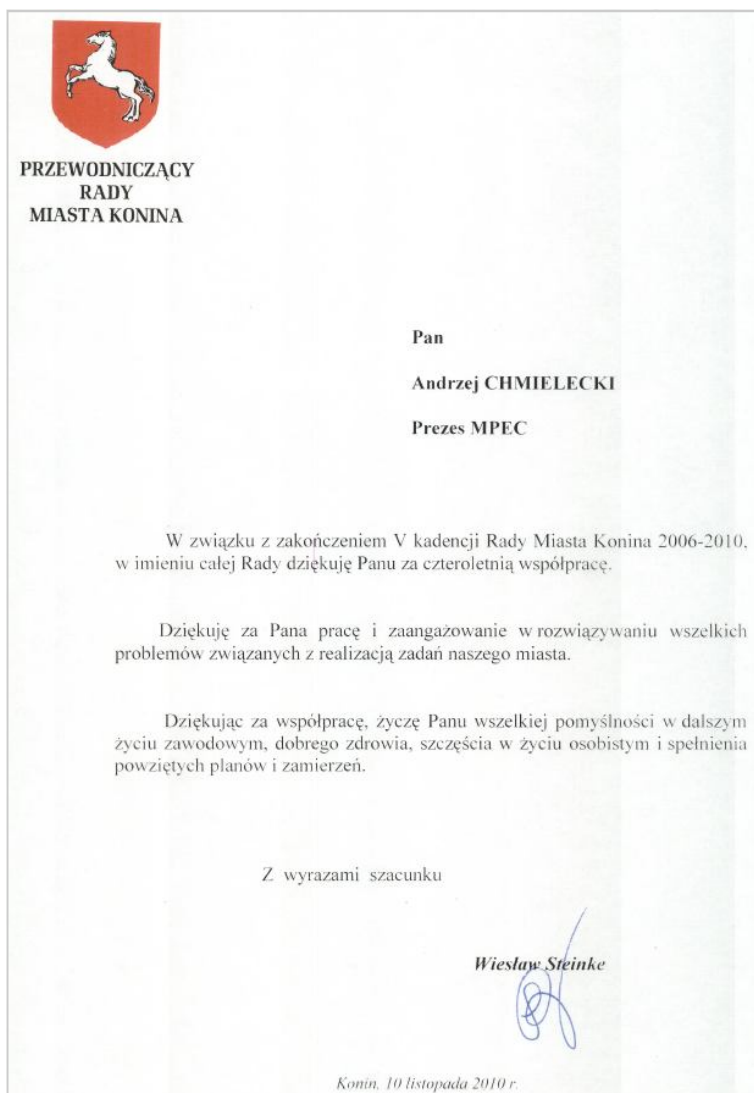 PRZEWODNICZĄCY
RADY
MIASTA KONINA
Pan
Andrzej CHMIELECKI
Prezes MPEC
W związku z zakończeniem V kadencji Rady Miasta Konina 2006-2010,
w imieniu całej Rady dziękuję Panu za czteroletnią współpracę.
Dziękuję za Pana pracę i zaangażowanie w rozwiązywaniu wszelkich
problemów związanych z realizacją zadań naszego miasta.
Dziękując za współpracę, życzę Panu wszelkiej pomyślności w dalszym
życiu zawodowym, dobrego zdrowia, szczęścia w życiu osobistym i spełnienia
powziętych planów i zamierzeń.
Z wyrazami szacunku
Wiesław Steinke
Konin, 10 listopada 2010 r.